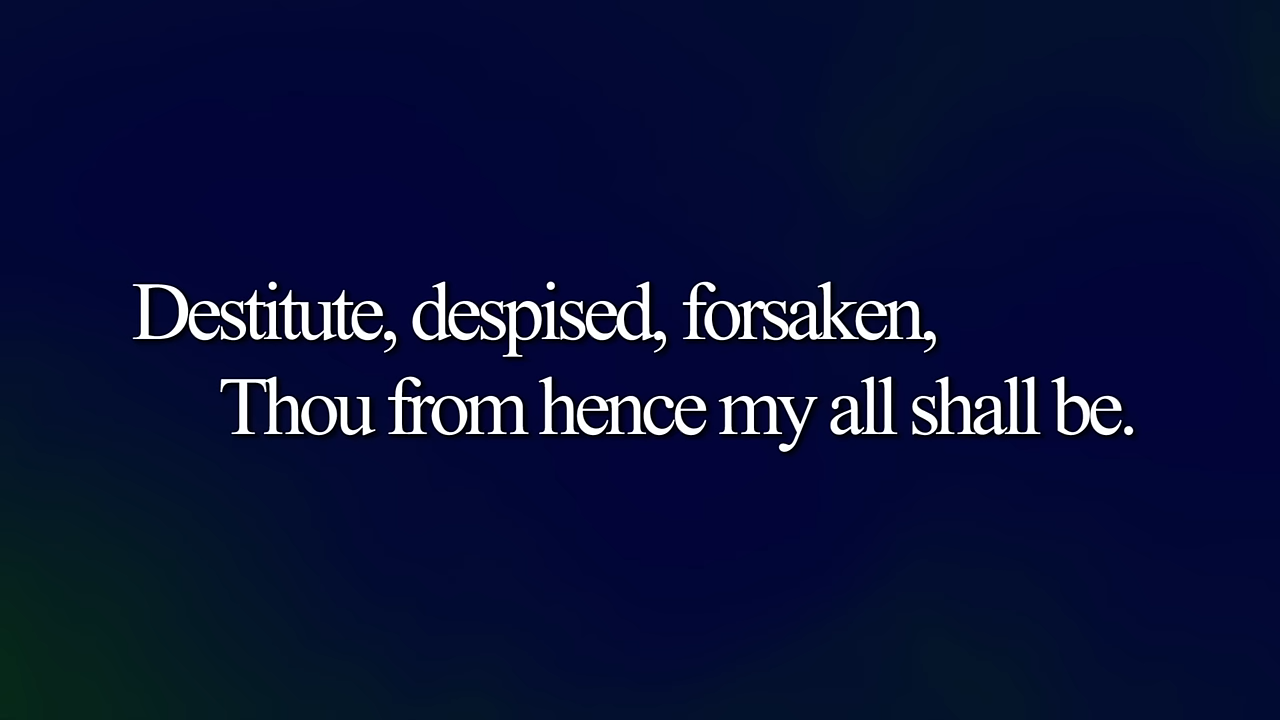 Destitute, despised, forsaken,
Thou from hence my all shall be.